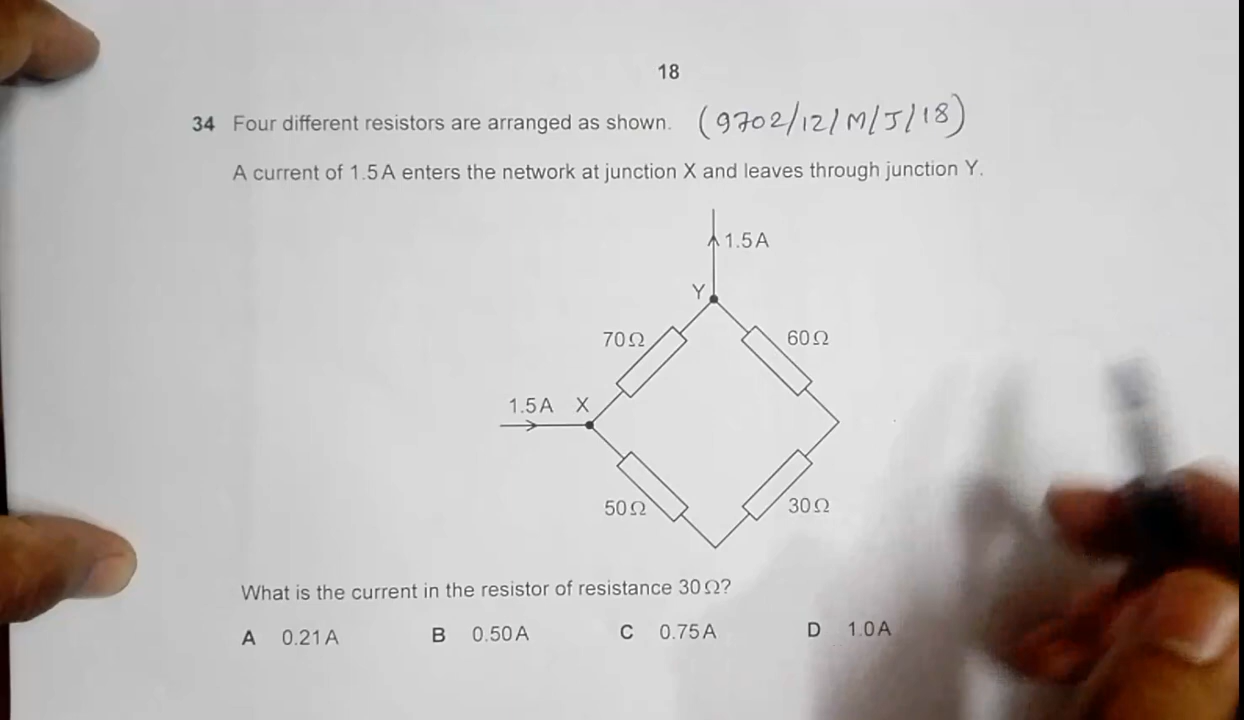 18
34 Four different resistors are arranged as shown. (9702/12/M/J/18)
A current of 1.5 A enters the network at junction X and leaves through junction Y.
1.5 A
Y
70 Ω 60 Ω
1.5 A X
50 Ω 30 Ω
What is the current in the resistor of resistance 30 Ω?
A 0.21 A B 0.50 A C 0.75 A D 1.0 A